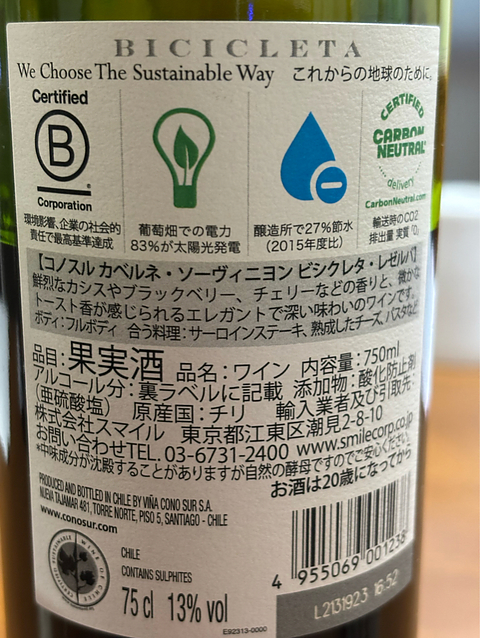 BICICLETA
We Choose The Sustainable Way これからの地球のために。
Certified
B
Corporation
環境影響、企業の社会的
責任で最高基準達成
葡萄畑での電力
83%が太陽光発電
醸造所で27%節水
(2015年度比)
CERTIFIED
CARBON
NEUTRAL
delivery
CarbonNeutral.com
輸送時のCO2
排出量 実質
【コノスル カベルネ・ソーヴィニヨン ビシクレタ・レゼルバ】
鮮烈なカシスやブラックベリー、チェリーなどの香りと、微かな
トースト香が感じられるエレガントで深い味わいのワインです。
ボディ:フルボディ 合う料理:サーロインステーキ、熟成したチーズ、パスタなど
品目:果実酒 品名:ワイン 内容量:750ml
アルコール分:裏ラベルに記載 添加物:酸化防止剤
(亜硫酸塩) 原産国:チリ 輸入業者及び引取先:
株式会社スマイル 東京都江東区潮見2-8-10
お問い合わせTEL. 03-6731-2400 www.smilecorp.co.jp
*中味成分が沈殿することがありますが自然の酵母ですのでご安心ください。
お酒は20歳になってから
PRODUCED AND BOTTLED IN CHILE BY VIÑA CONO SUR S.A.
NUEVA TAJAMAR 481, TORRE NORTE, PISO 5, SANTIAGO - CHILE
www.conosur.com
CHILE
CONTAINS SULPHITES
75 cl 13% vol
4 955069 001238
L2131923 16:52
E92313-0000